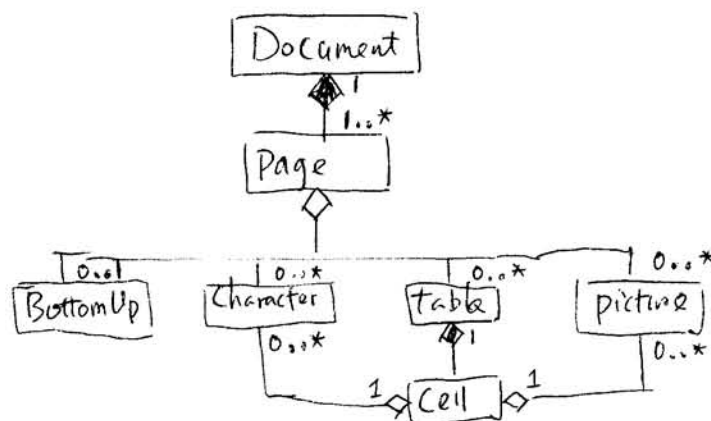 Document
1
1..*
Page
0..1
0..*
0..*
0..*
BottomUp
Character
table
picture
0...*
1
0...*
1
Cell
1